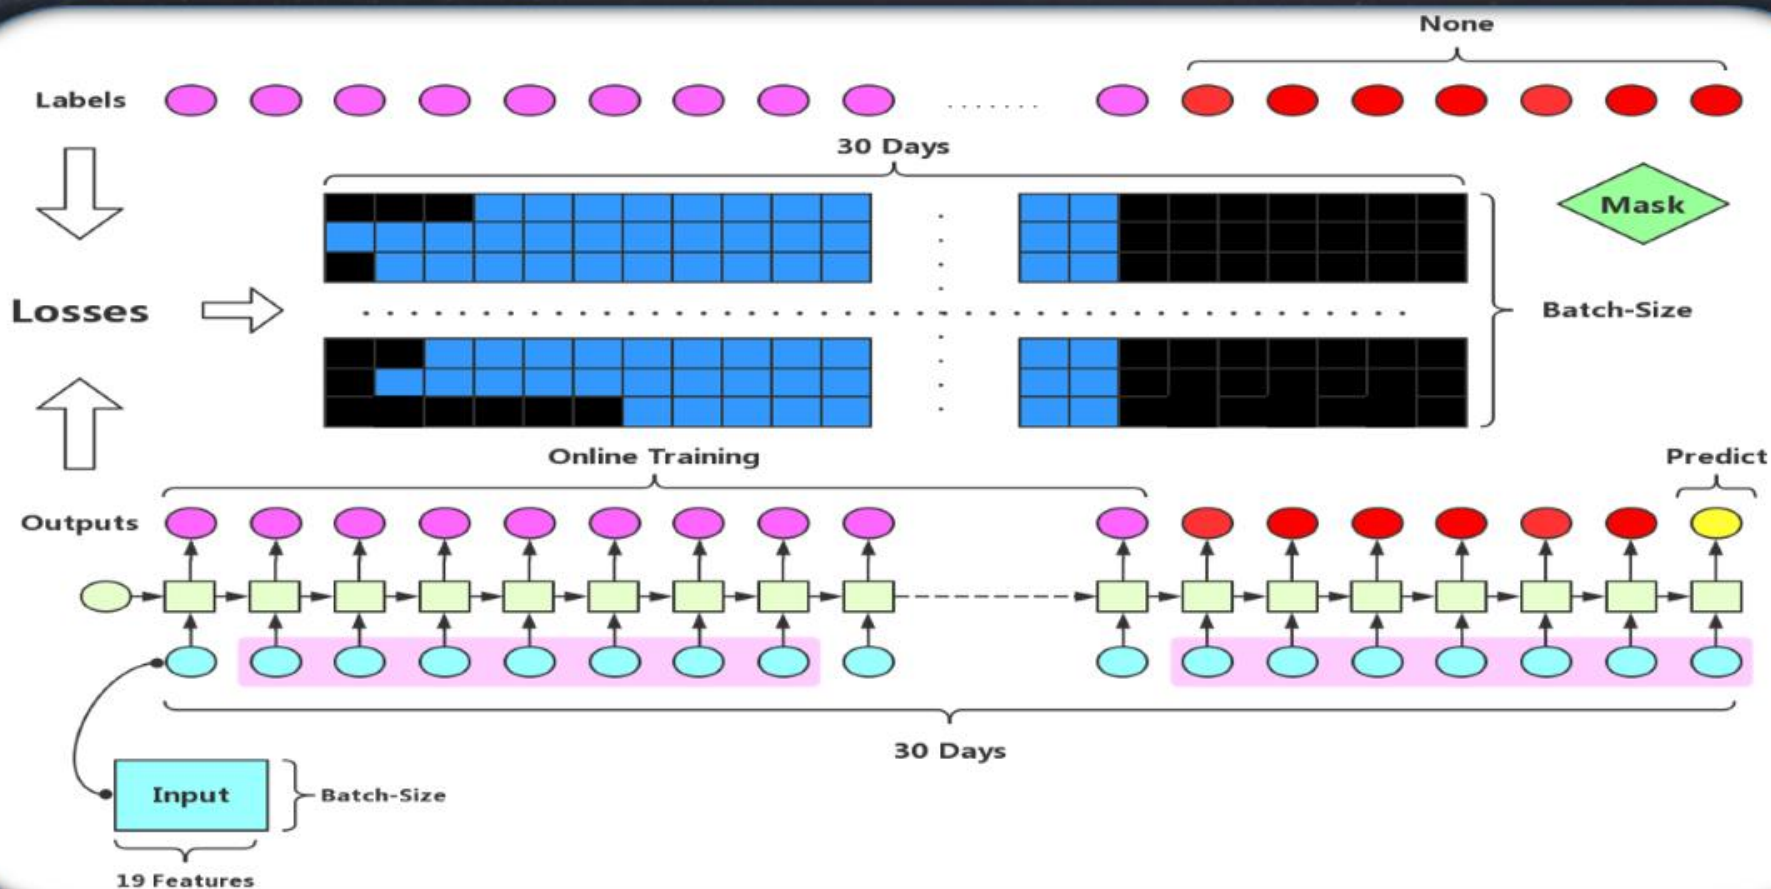 None
Labels
30 Days
Mask
Losses
Batch-Size
Online Training
Predict
Outputs
30 Days
Input
Batch-Size
19 Features